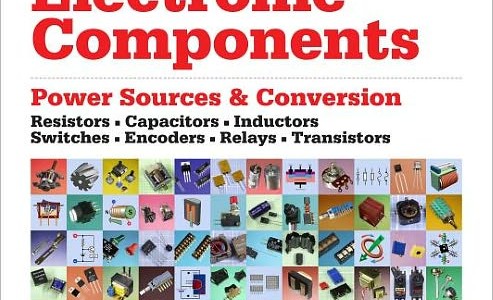 Electronic
Components
Power Sources & Conversion
Resistors ▪ Capacitors ▪ Inductors
Switches ▪ Encoders ▪ Relays ▪ Transistors